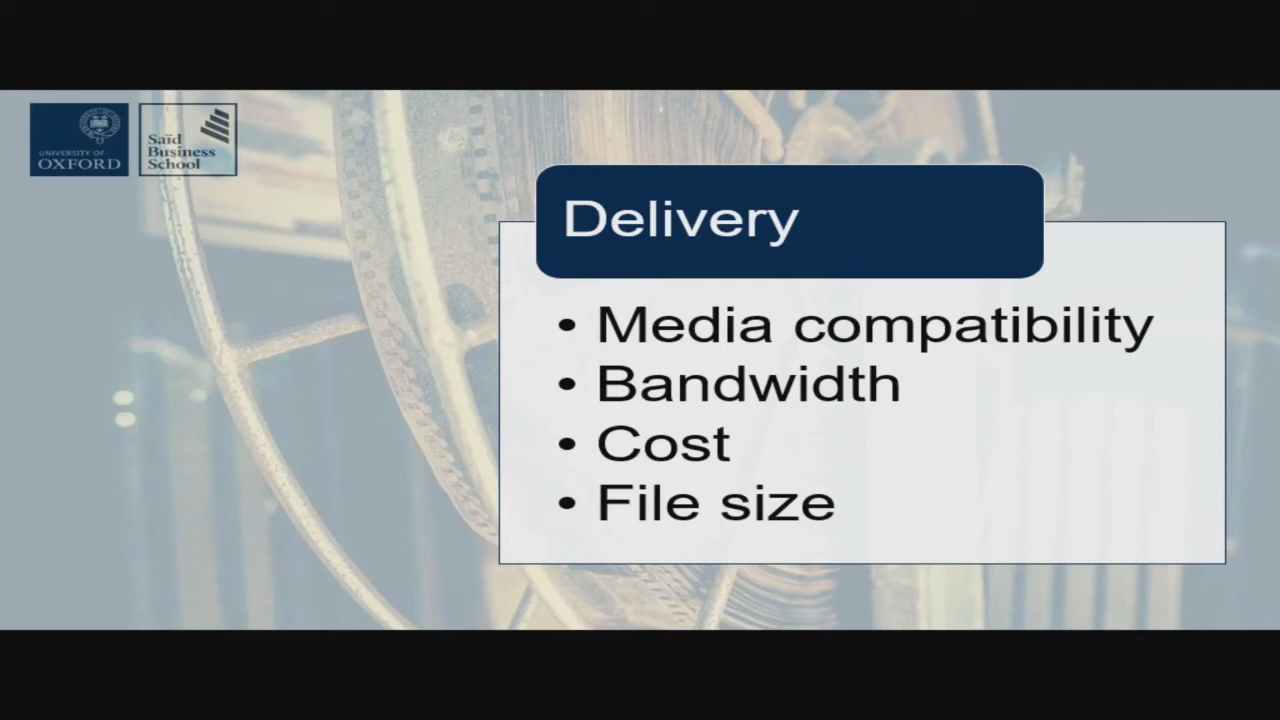 UNIVERSITY OF
OXFORD
Saïd
Business
School
Delivery
• Media compatibility
• Bandwidth
• Cost
• File size